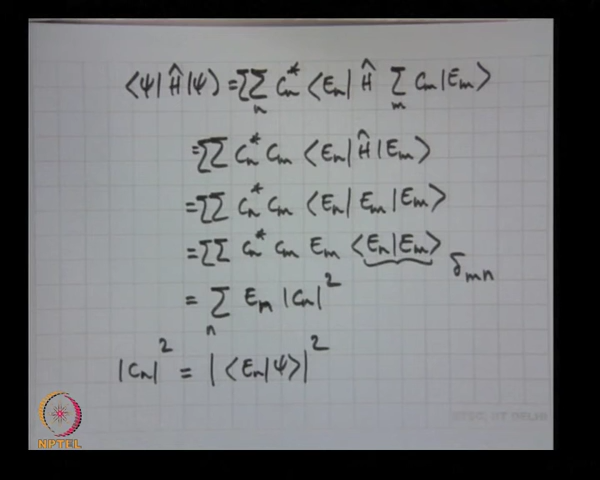 ⟨ψ|Ĥ|ψ⟩ = [∑∑ₙ Cₙ* ⟨Eₙ| Ĥ ∑ₘ Cₘ|Eₘ⟩
= ∑∑ Cₙ* Cₘ ⟨Eₙ|Ĥ|Eₘ⟩
= ∑∑ Cₙ* Cₘ ⟨Eₙ| Eₘ|Eₘ⟩
= ∑∑ Cₙ* Cₘ Eₘ ⟨Eₙ|Eₘ⟩ δₘₙ
= ∑ₙ Eₙ |Cₙ|²
|Cₙ|² = |⟨Eₙ|ψ⟩|²
NPTEL